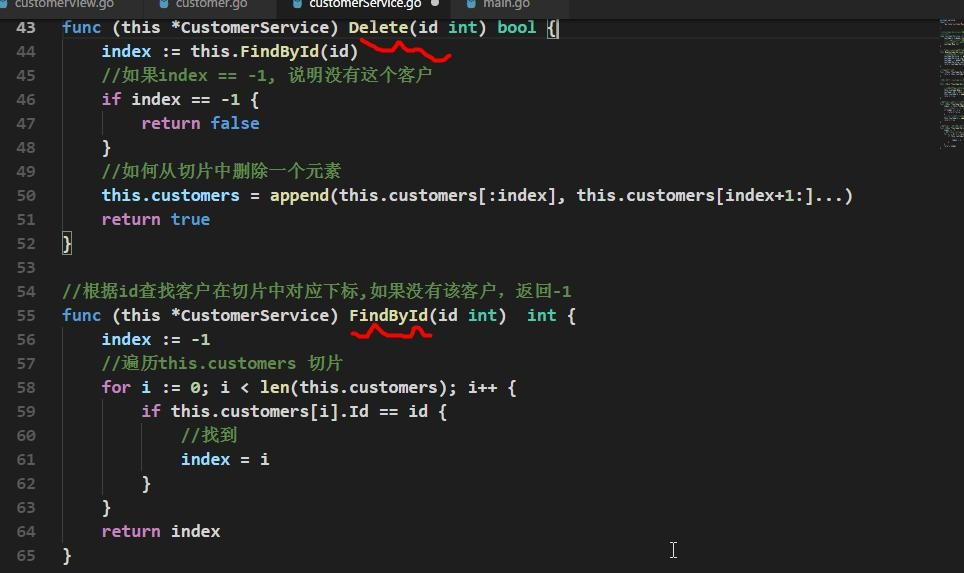 customerView.go customer.go customerService.go main.go
43 func (this *CustomerService) Delete(id int) bool {
44 index := this.FindById(id)
45 //如果index == -1, 说明没有这个客户
46 if index == -1 {
47 return false
48 }
49 //如何从切片中删除一个元素
50 this.customers = append(this.customers[:index], this.customers[index+1:]...)
51 return true
52 }
53
54 //根据id查找客户在切片中对应下标,如果没有该客户，返回-1
55 func (this *CustomerService) FindById(id int)  int {
56 index := -1
57 //遍历this.customers 切片
58 for i := 0; i < len(this.customers); i++ {
59 if this.customers[i].Id == id {
60 //找到
61 index = i
62 }
63 }
64 return index
65 }